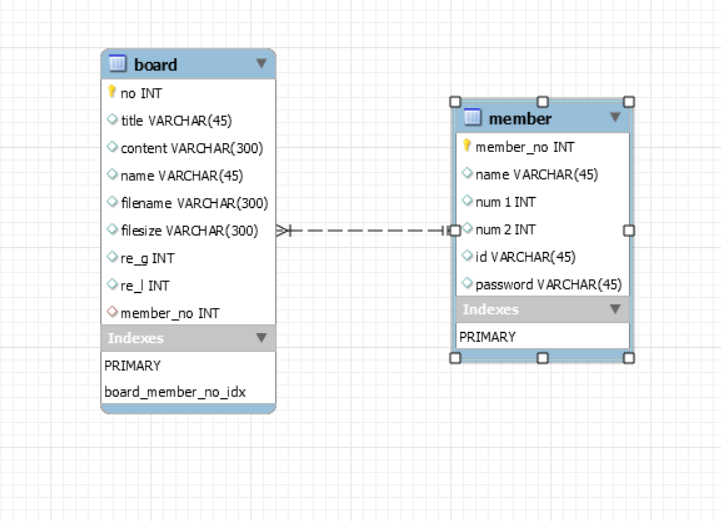 board
no INT
title VARCHAR(45)
content VARCHAR(300)
name VARCHAR(45)
filename VARCHAR(300)
filesize VARCHAR(300)
re_g INT
re_l INT
member_no INT
Indexes
PRIMARY
board_member_no_idx
member
member_no INT
name VARCHAR(45)
num 1 INT
num 2 INT
id VARCHAR(45)
password VARCHAR(45)
Indexes
PRIMARY